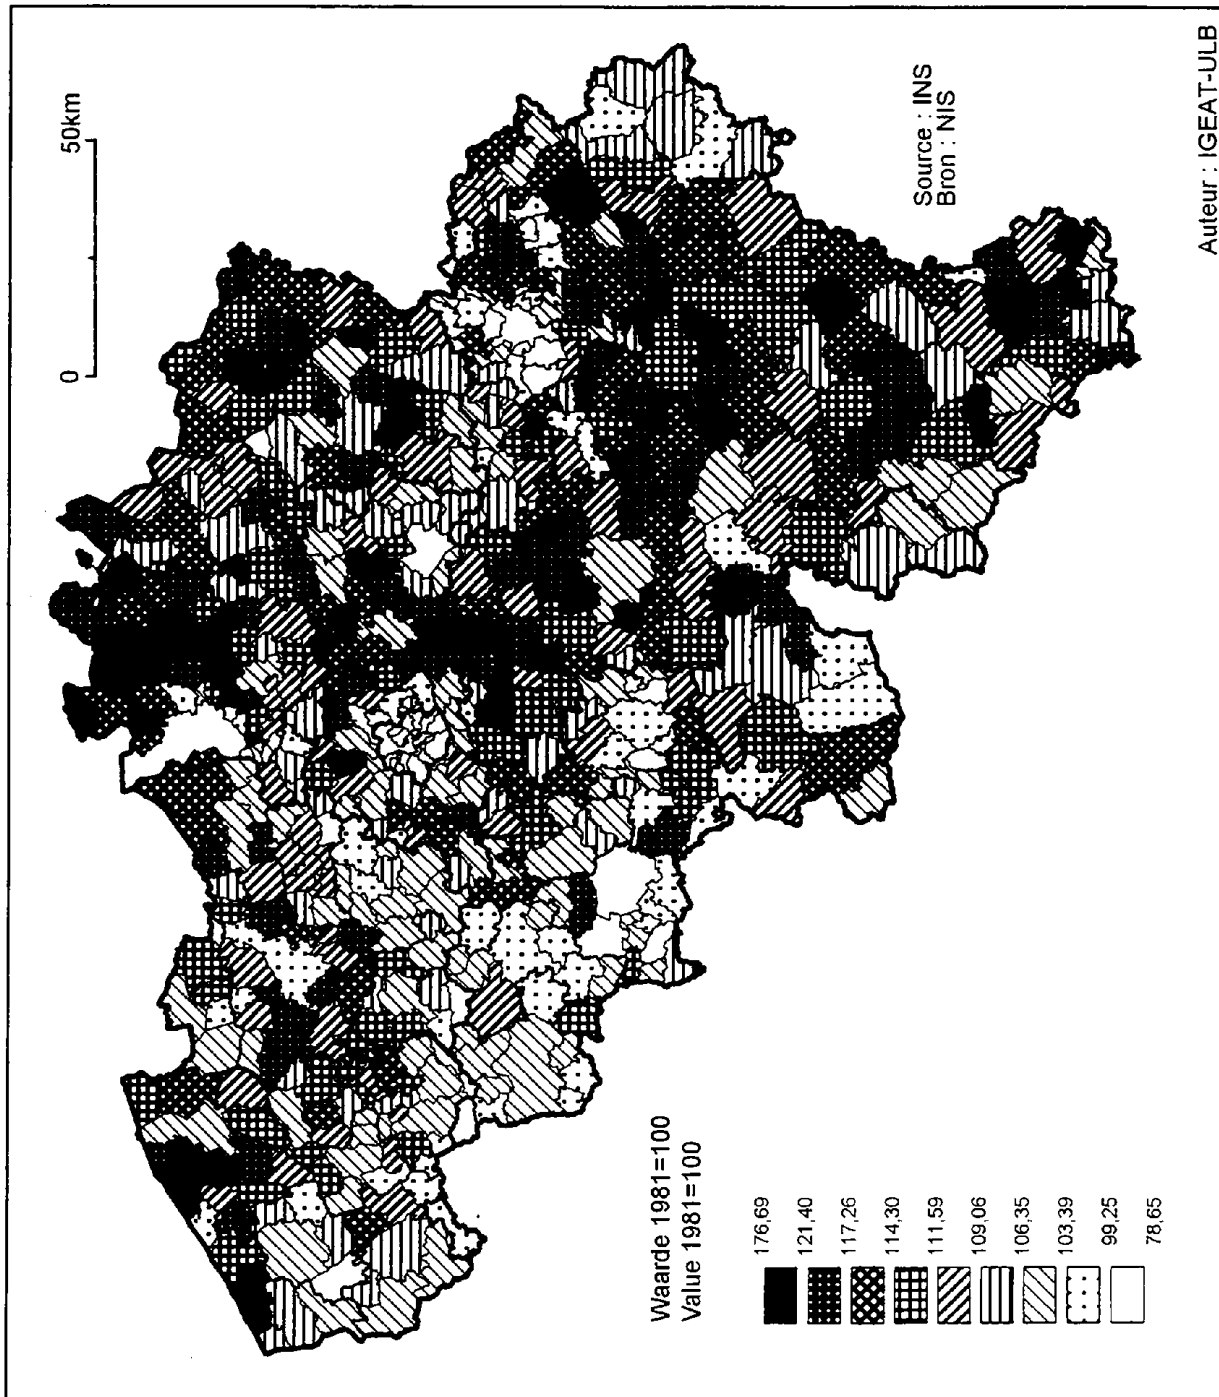 0
50km
Source : INS
Bron : NIS
Auteur : IGEAT-ULB
Waarde 1981=100
Value 1981=100
176,69
121,40
117,26
114,30
111,59
109,06
106,35
103,39
99,25
78,65